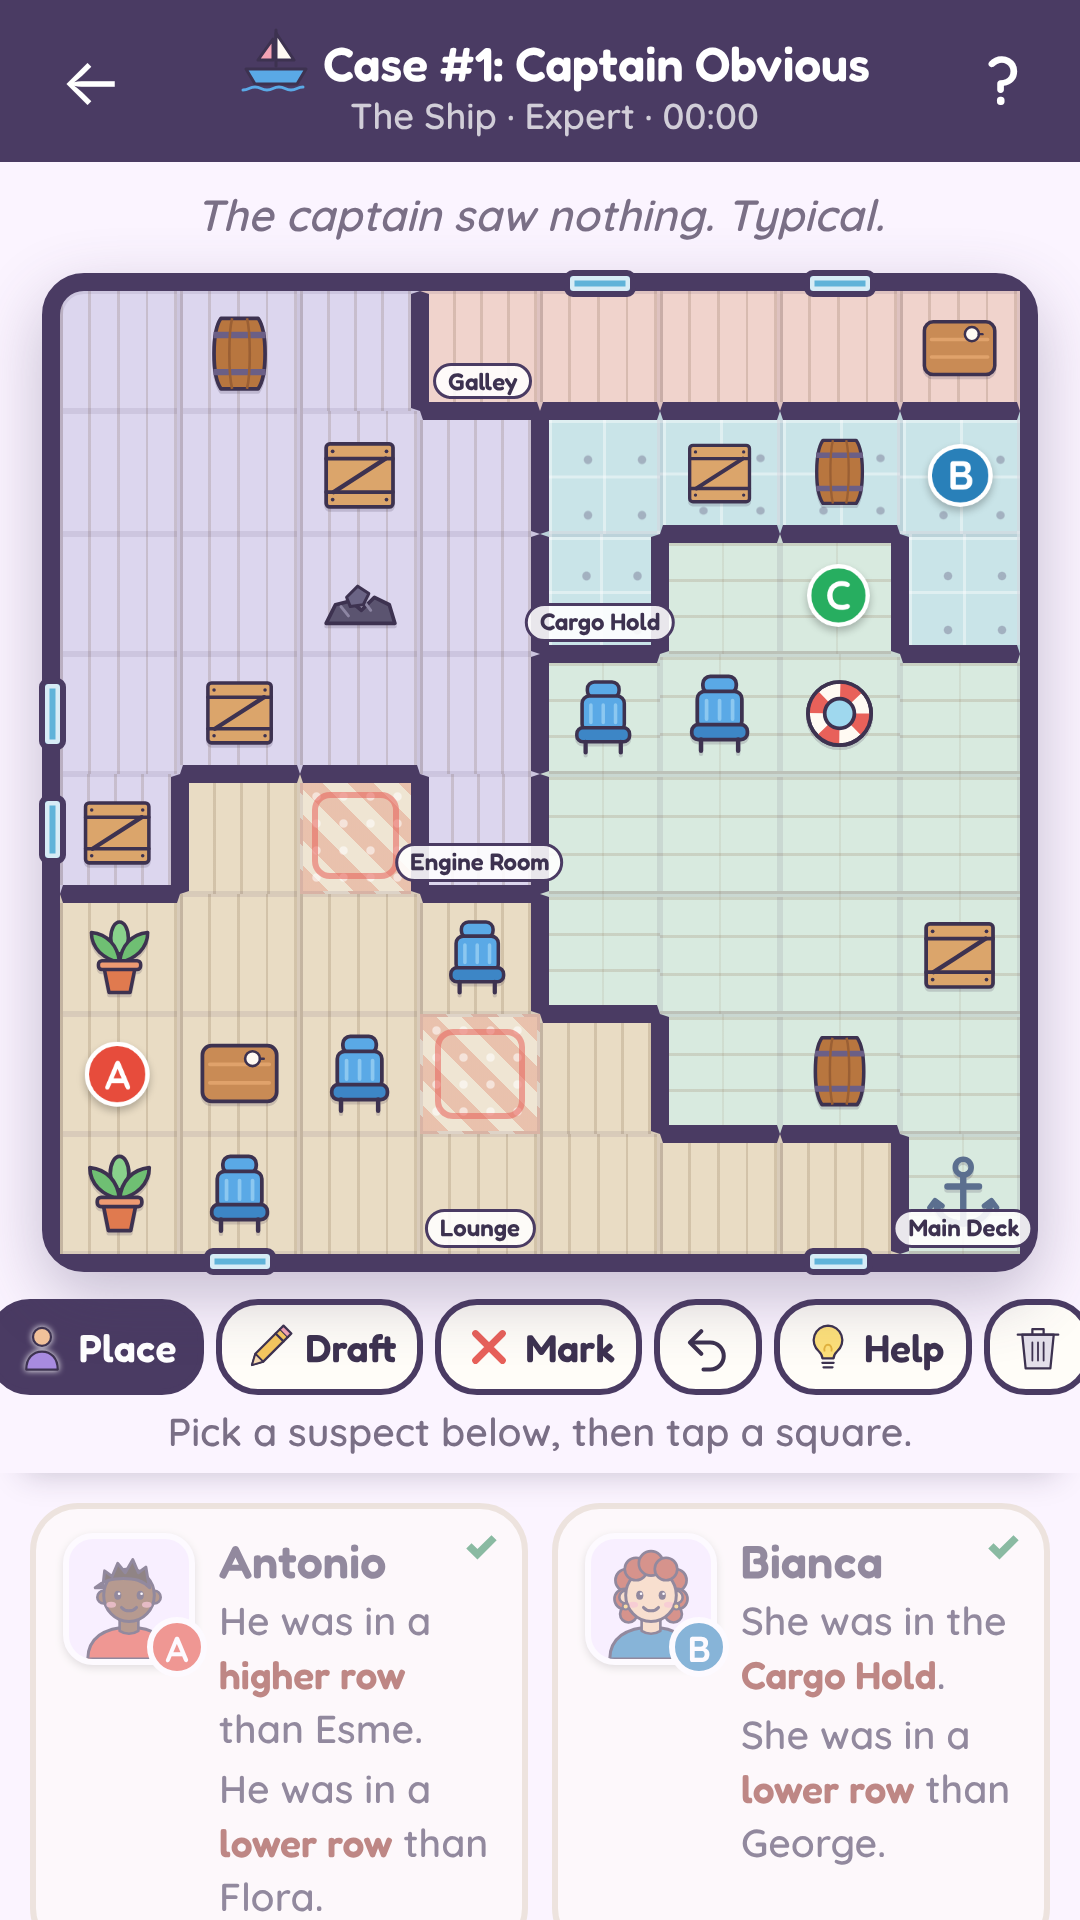 Case #1: Captain Obvious
The Ship · Expert · 00:00
?
The captain saw nothing. Typical.
Galley
B
C
Cargo Hold
Engine Room
A
Lounge
Main Deck
Place
Draft
Mark
Help
Pick a suspect below, then tap a square.
Antonio
He was in a
higher row
than Esme.
He was in a
lower row than
Flora.
A
Bianca
She was in the
Cargo Hold.
She was in a
lower row than
George.
B